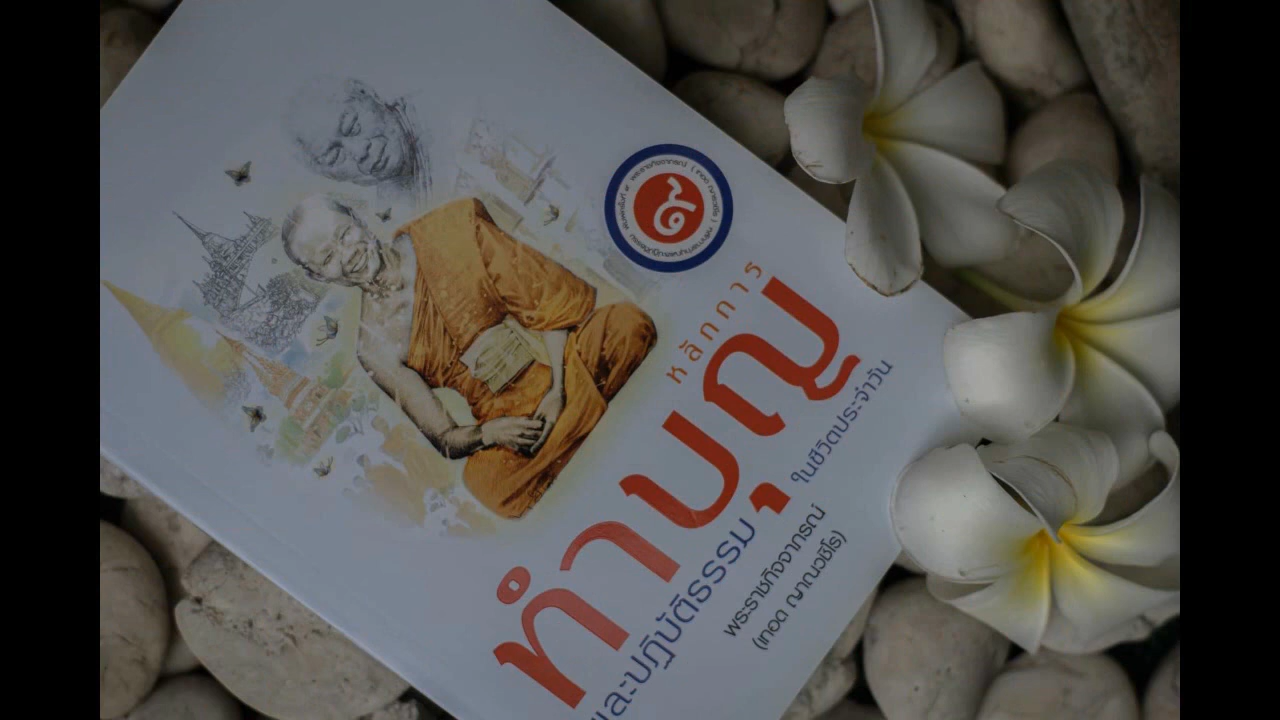 หลักการ
ทำบุญ
และปฏิบัติธรรม
ในชีวิตประจำวัน
พระราชกิจจาภรณ์
(เทอด ญาณวชิโร)
๙